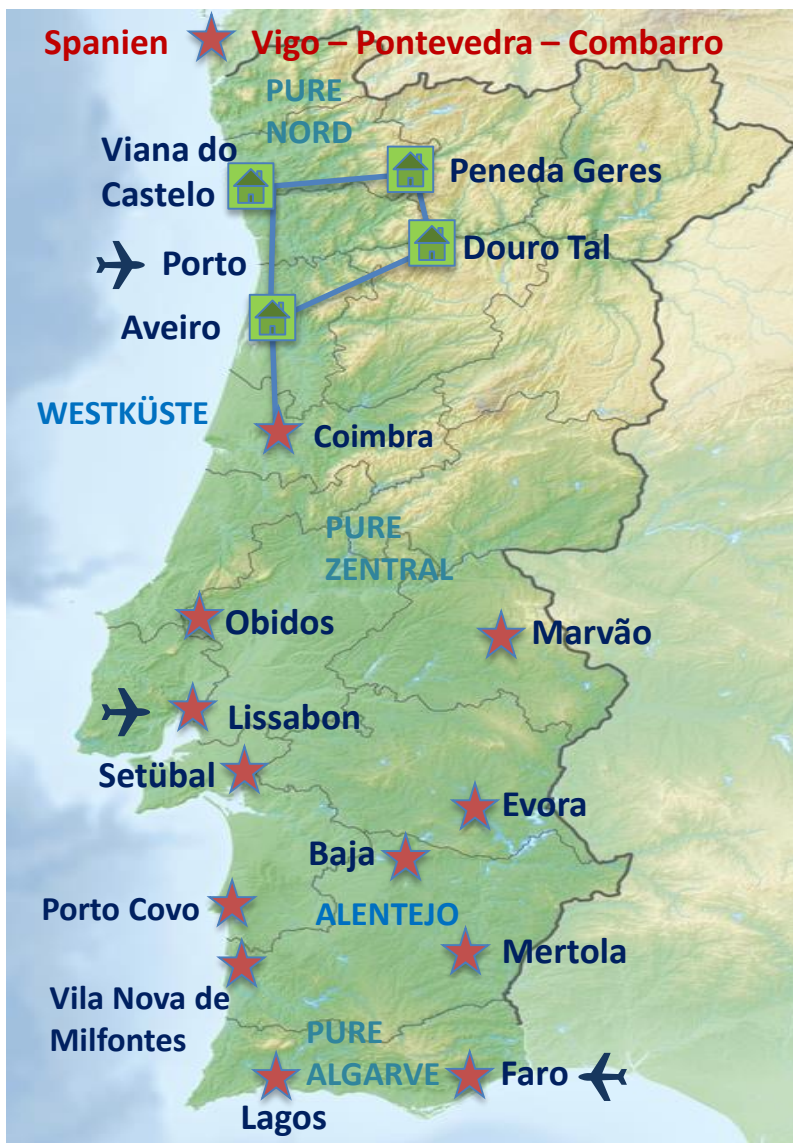 Spanien Vigo – Pontevedra – Combarro
PURE
NORD
Viana do
Castelo
Peneda Geres
Douro Tal
Porto
Aveiro
WESTKÜSTE
Coimbra
PURE
ZENTRAL
Obidos
Marvão
Lissabon
Setübal
Evora
Baja
Porto Covo
ALENTEJO
Mertola
Vila Nova de
Milfontes
PURE
ALGARVE
Faro
Lagos